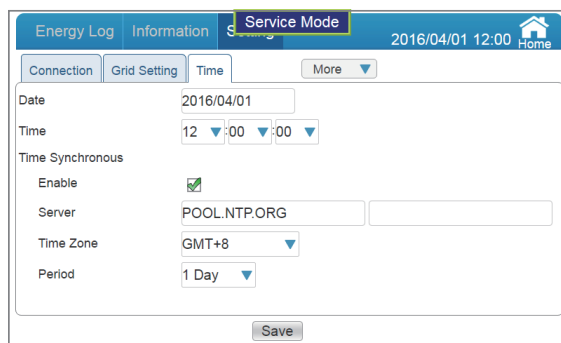 Service Mode
Energy Log Information
2016/04/01 12:00 Home
Connection Grid Setting Time More
Date 2016/04/01
Time 12 :00 :00
Time Synchronous
Enable
Server POOL.NTP.ORG
Time Zone GMT+8
Period 1 Day
Save